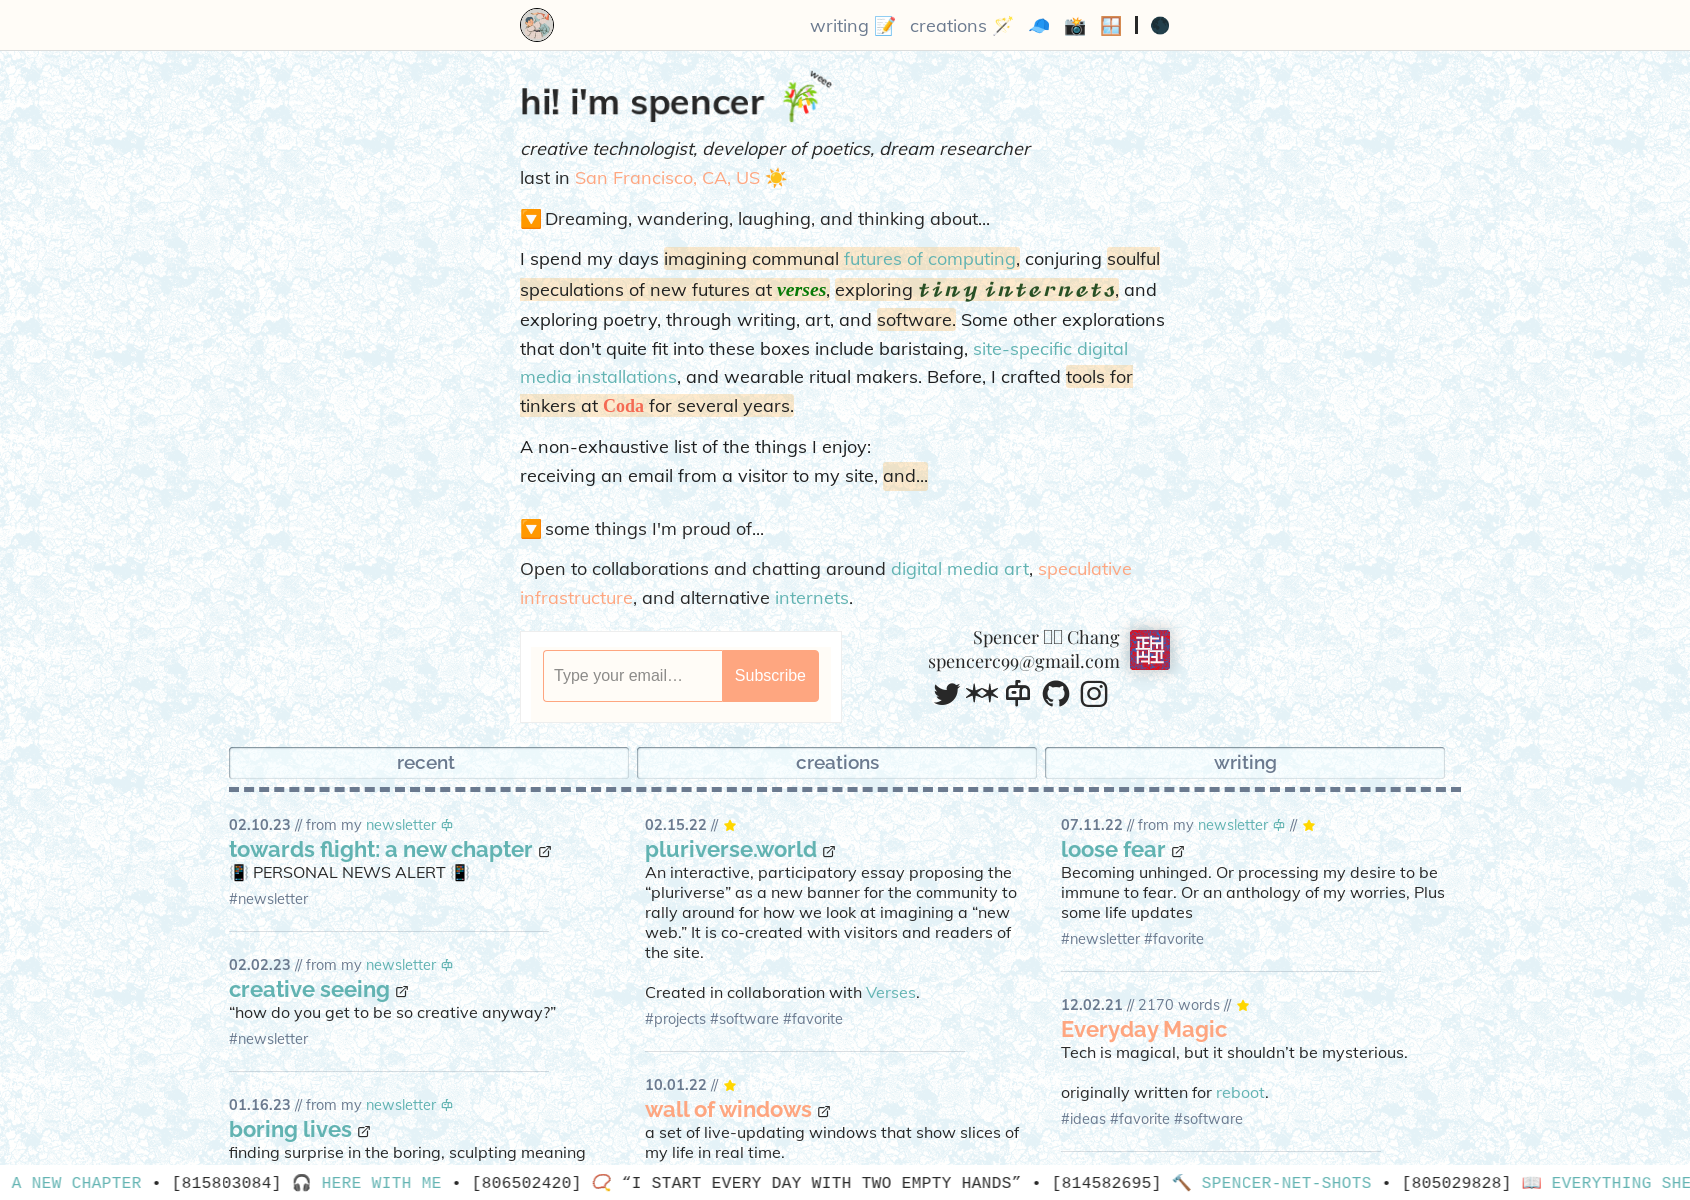 writing 📝 creations 🪄 🧢 📸 🪟 | 🌑
hi! i'm spencer 🎋 weee
creative technologist, developer of poetics, dream researcher
last in San Francisco, CA, US ☀️
🔽 Dreaming, wandering, laughing, and thinking about...
I spend my days imagining communal futures of computing, conjuring soulful
speculations of new futures at verses, exploring tiny internets, and
exploring poetry, through writing, art, and software. Some other explorations
that don't quite fit into these boxes include baristaing, site-specific digital
media installations, and wearable ritual makers. Before, I crafted tools for
tinkers at Coda for several years.
A non-exhaustive list of the things I enjoy:
receiving an email from a visitor to my site, and...
🔽 some things I'm proud of...
Open to collaborations and chatting around digital media art, speculative
infrastructure, and alternative internets.
Type your email…
Subscribe
Spencer Chang
spencerc99@gmail.com
recent
creations
writing
02.10.23 // from my newsletter
towards flight: a new chapter
📳 PERSONAL NEWS ALERT 📳
#newsletter
02.02.23 // from my newsletter
creative seeing
“how do you get to be so creative anyway?”
#newsletter
01.16.23 // from my newsletter
boring lives
finding surprise in the boring, sculpting meaning
02.15.22 // ⭐
pluriverse.world
An interactive, participatory essay proposing the
“pluriverse” as a new banner for the community to
rally around for how we look at imagining a “new
web.” It is co-created with visitors and readers of
the site.
Created in collaboration with Verses.
#projects #software #favorite
10.01.22 // ⭐
wall of windows
a set of live-updating windows that show slices of
my life in real time.
07.11.22 // from my newsletter // ⭐
loose fear
Becoming unhinged. Or processing my desire to be
immune to fear. Or an anthology of my worries, Plus
some life updates
#newsletter #favorite
12.02.21 // 2170 words // ⭐
Everyday Magic
Tech is magical, but it shouldn’t be mysterious.
originally written for reboot.
#ideas #favorite #software
A NEW CHAPTER • [815803084] 🎧 HERE WITH ME • [806502420] 📿 “I START EVERY DAY WITH TWO EMPTY HANDS” • [814582695] 🔨 SPENCER-NET-SHOTS • [805029828] 📖 EVERYTHING SHE